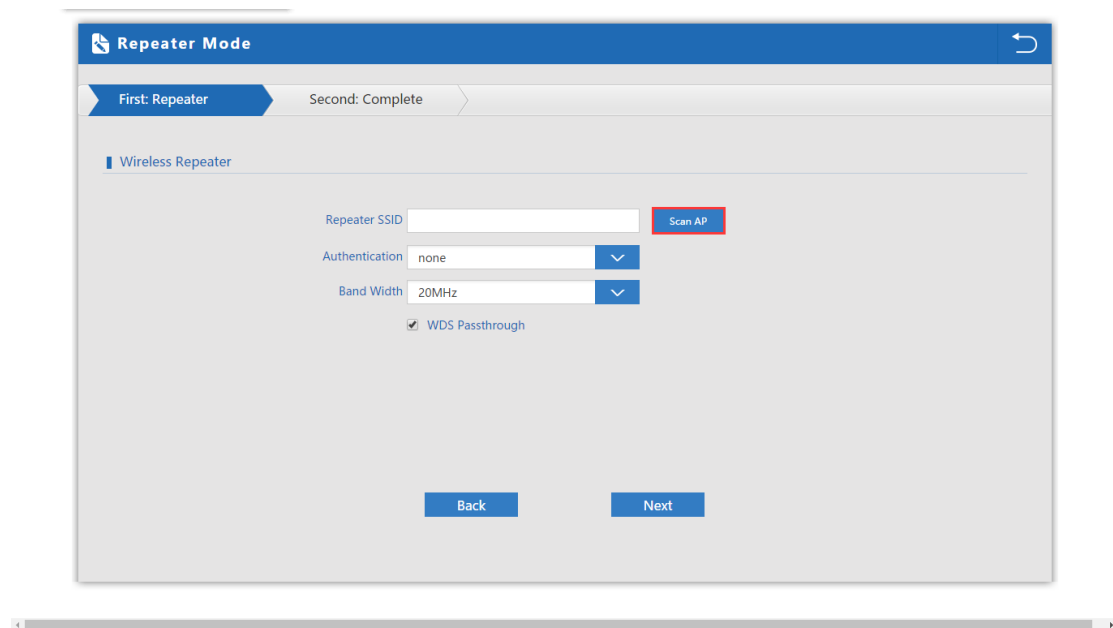 Repeater Mode
First: Repeater
Second: Complete
Wireless Repeater
Repeater SSID
Scan AP
Authentication none
Band Width 20MHz
WDS Passthrough
Back
Next